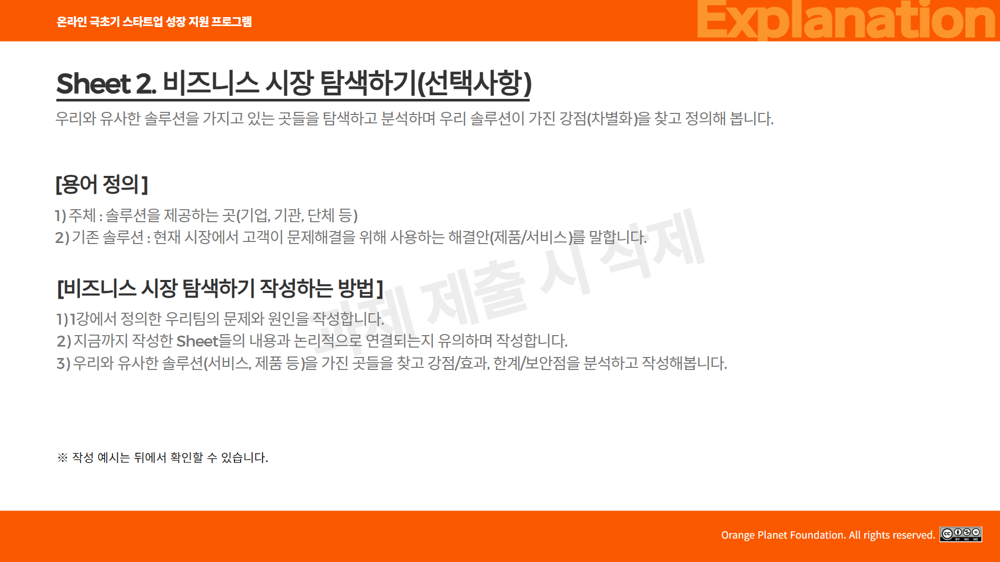 온라인 극초기 스타트업 성장 지원 프로그램
Explanation
Sheet 2. 비즈니스 시장 탐색하기(선택사항)
우리와 유사한 솔루션을 가지고 있는 곳들을 탐색하고 분석하며 우리 솔루션이 가진 강점(차별화)을 찾고 정의해 봅니다.
[용어 정의]
1) 주체 : 솔루션을 제공하는 곳(기업, 기관, 단체 등)
2) 기존 솔루션 : 현재 시장에서 고객이 문제해결을 위해 사용하는 해결안(제품/서비스)를 말합니다.
과제 제출 시 삭제
[비즈니스 시장 탐색하기 작성하는 방법]
1) 1강에서 정의한 우리팀의 문제와 원인을 작성합니다.
2) 지금까지 작성한 Sheet들의 내용과 논리적으로 연결되는지 유의하며 작성합니다.
3) 우리와 유사한 솔루션(서비스, 제품 등)을 가진 곳들을 찾고 강점/효과, 한계/보안점을 분석하고 작성해봅니다.
※ 작성 예시는 뒤에서 확인할 수 있습니다.
Orange Planet Foundation. All rights reserved.
cc
BY NC ND